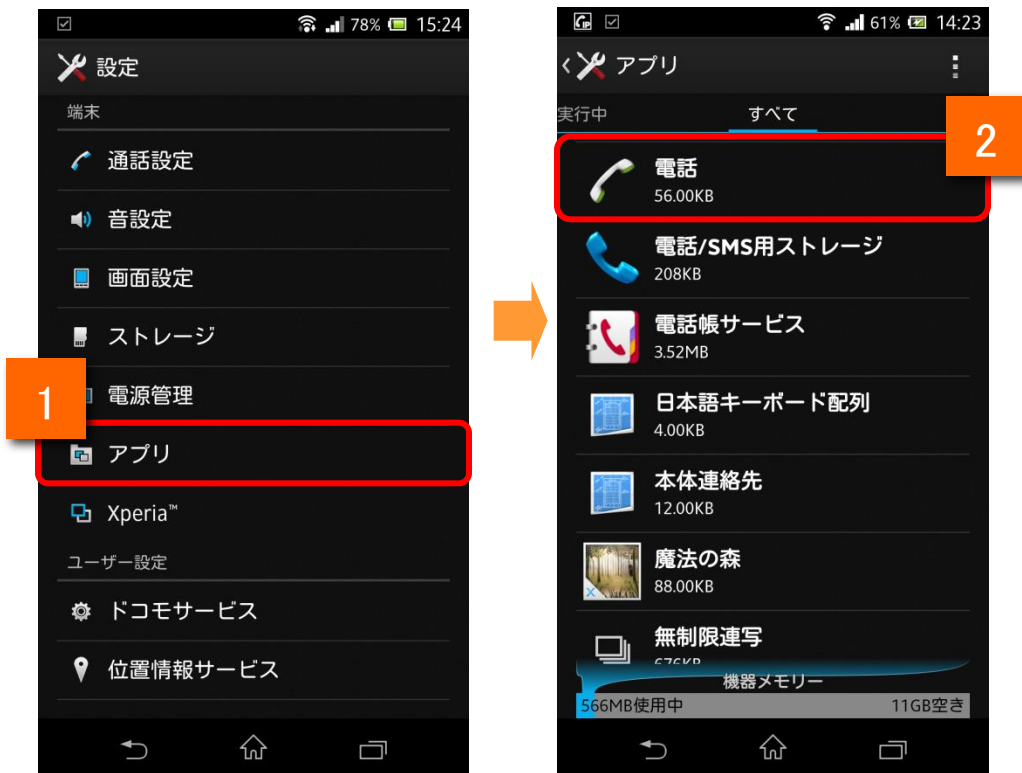 78% 15:24
設定
端末
通話設定
音設定
画面設定
ストレージ
電源管理
アプリ
Xperia™
ユーザー設定
ドコモサービス
位置情報サービス
1
61% 14:23
アプリ
実行中
すべて
2
電話
56.00KB
電話/SMS用ストレージ
208KB
電話帳サービス
3.52MB
日本語キーボード配列
4.00KB
本体連絡先
12.00KB
魔法の森
88.00KB
無制限連写
676KB
機器メモリー
566MB使用中
11GB空き